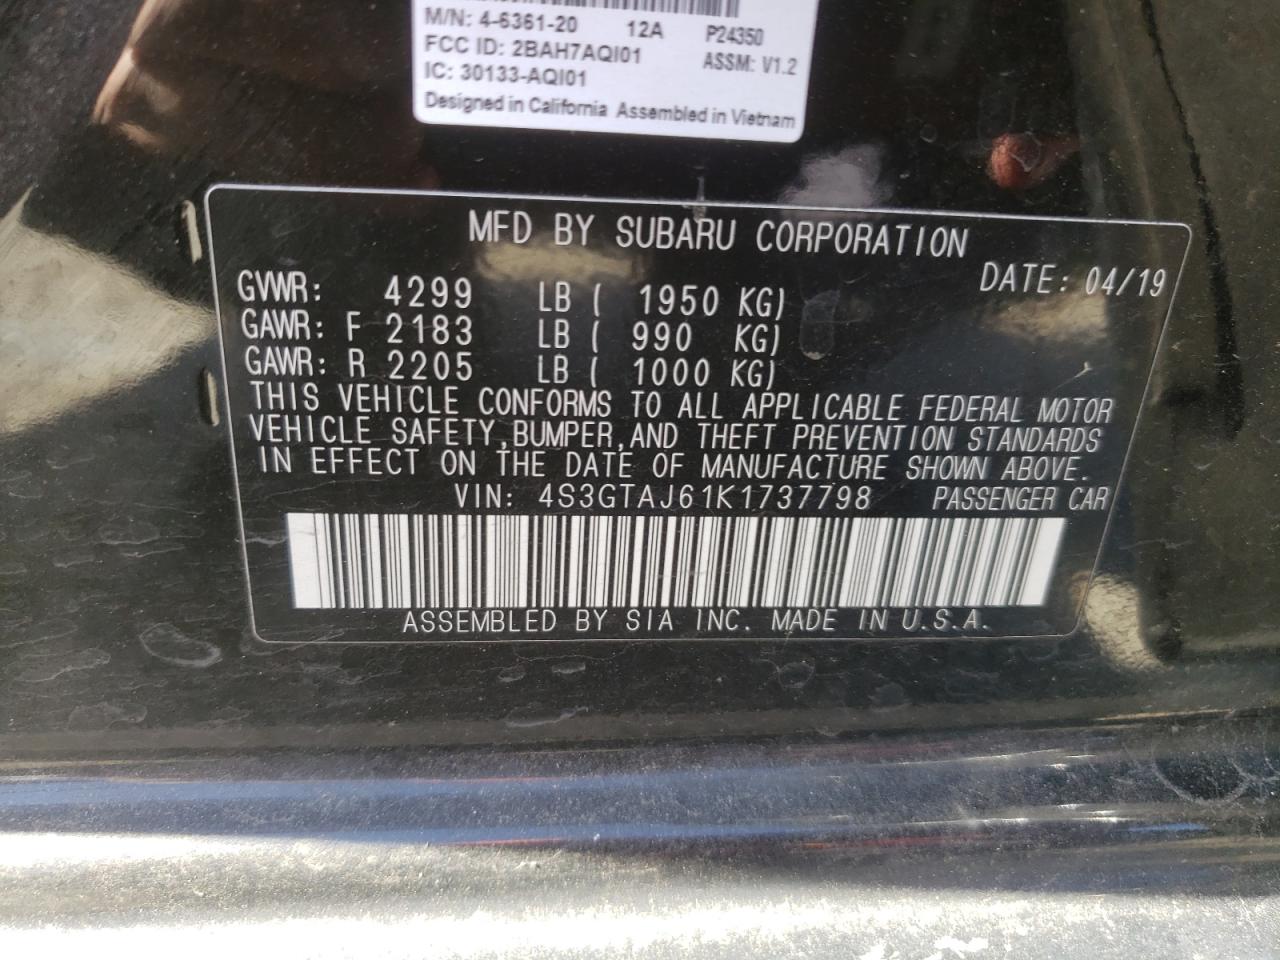 M/N: 4-6361-20 12A P24350
FCC ID: 2BAH7AQI01 ASSM: V1.2
IC: 30133-AQI01
Designed in California Assembled in Vietnam
MFD BY SUBARU CORPORATION
DATE: 04/19
GVWR: 4299 LB ( 1950 KG)
GAWR: F 2183 LB ( 990 KG)
GAWR: R 2205 LB ( 1000 KG)
THIS VEHICLE CONFORMS TO ALL APPLICABLE FEDERAL MOTOR
VEHICLE SAFETY,BUMPER,AND THEFT PREVENTION STANDARDS
IN EFFECT ON THE DATE OF MANUFACTURE SHOWN ABOVE.
VIN: 4S3GTAJ61K1737798 PASSENGER CAR
ASSEMBLED BY SIA INC. MADE IN U.S.A.